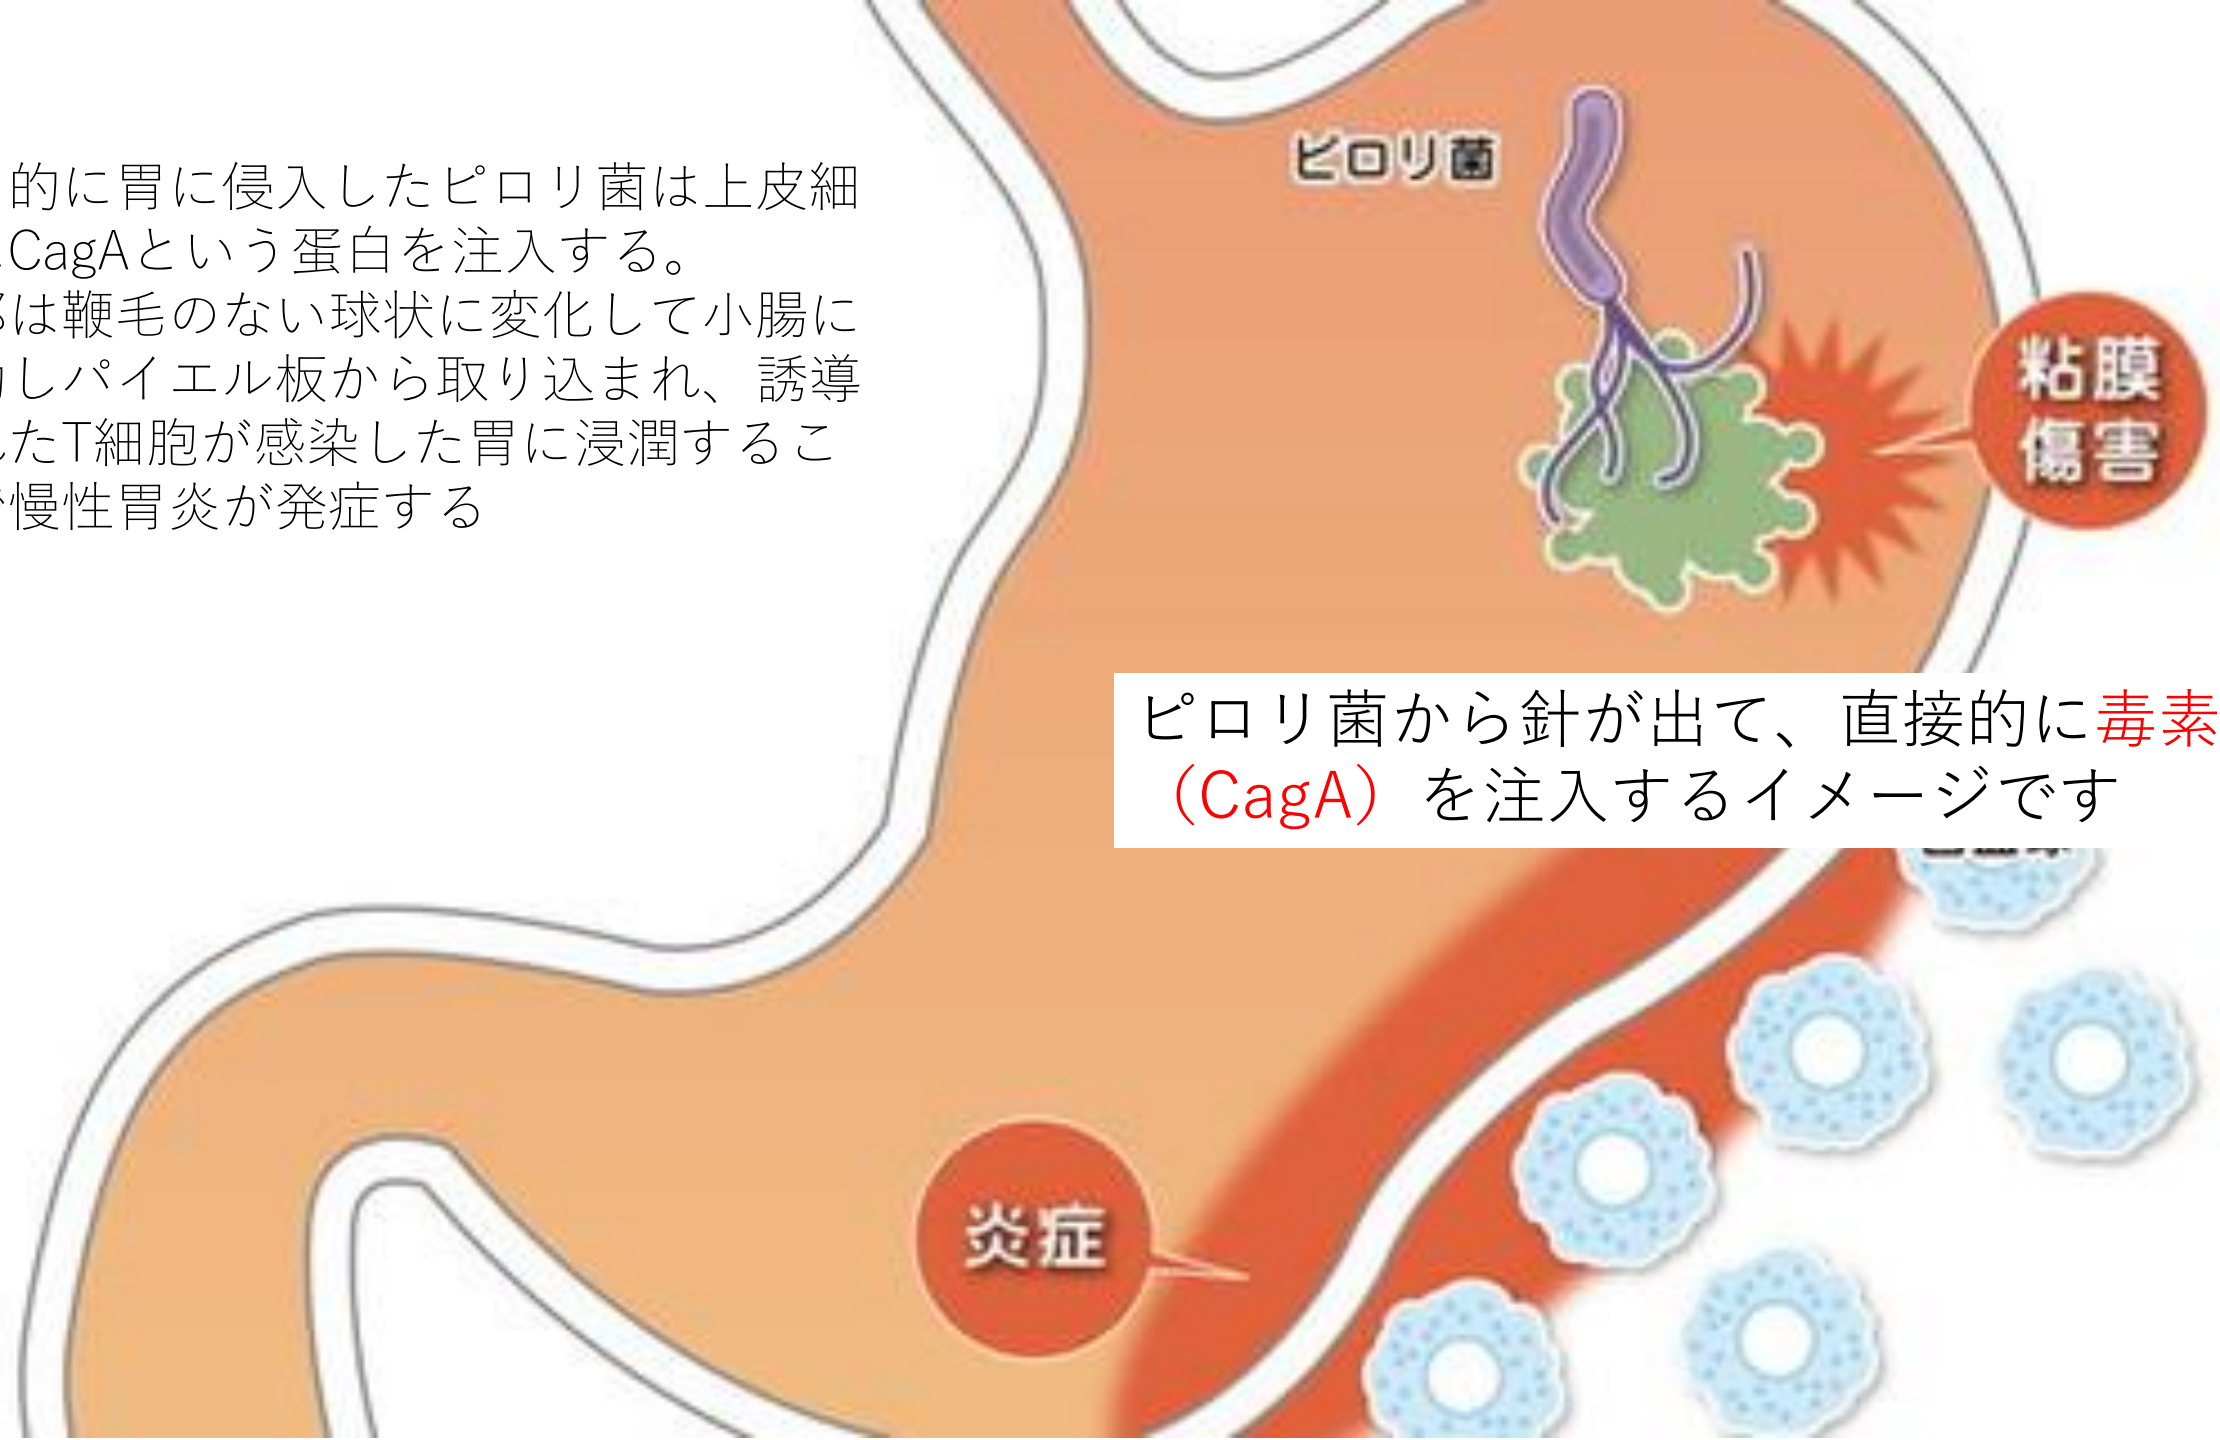 的に胃に侵入したピロリ菌は上皮細
CagAという蛋白を注入する。
は鞭毛のない球状に変化して小腸に
しパイエル板から取り込まれ、誘導
たT細胞が感染した胃に浸潤するこ
慢性胃炎が発症する
ピロリ菌
粘膜
傷害
ピロリ菌から針が出て、直接的に毒素
（CagA）を注入するイメージです
炎症